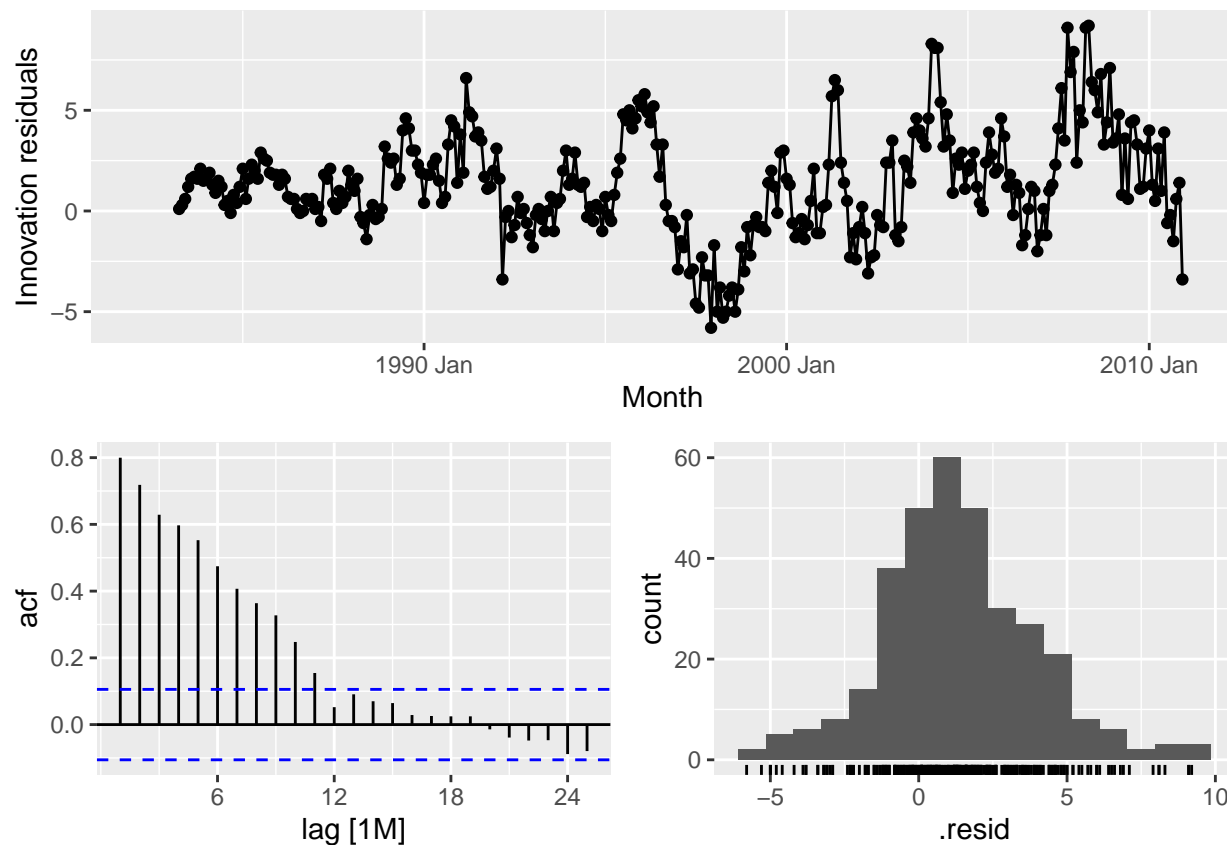 Innovation residuals
5
0
−5
1990 Jan
2000 Jan
2010 Jan
Month
acf
0.8
0.6
0.4
0.2
0.0
6
12
18
24
lag [1M]
count
60
40
20
0
−5
0
5
10
.resid